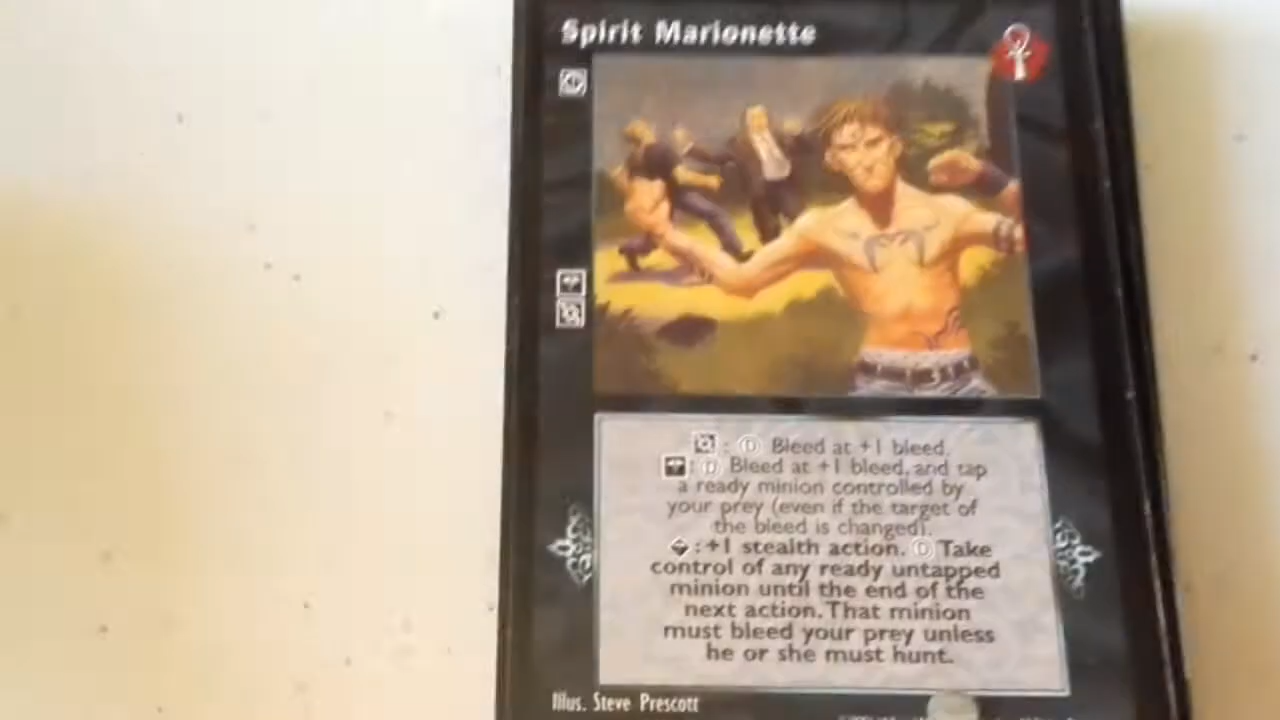 Spirit Marionette
: D Bleed at +1 bleed.
: D Bleed at +1 bleed, and tap
a ready minion controlled by
your prey (even if the target of
the bleed is changed).
: +1 stealth action. D Take
control of any ready untapped
minion until the end of the
next action. That minion
must bleed your prey unless
he or she must hunt.
Illus. Steve Prescott